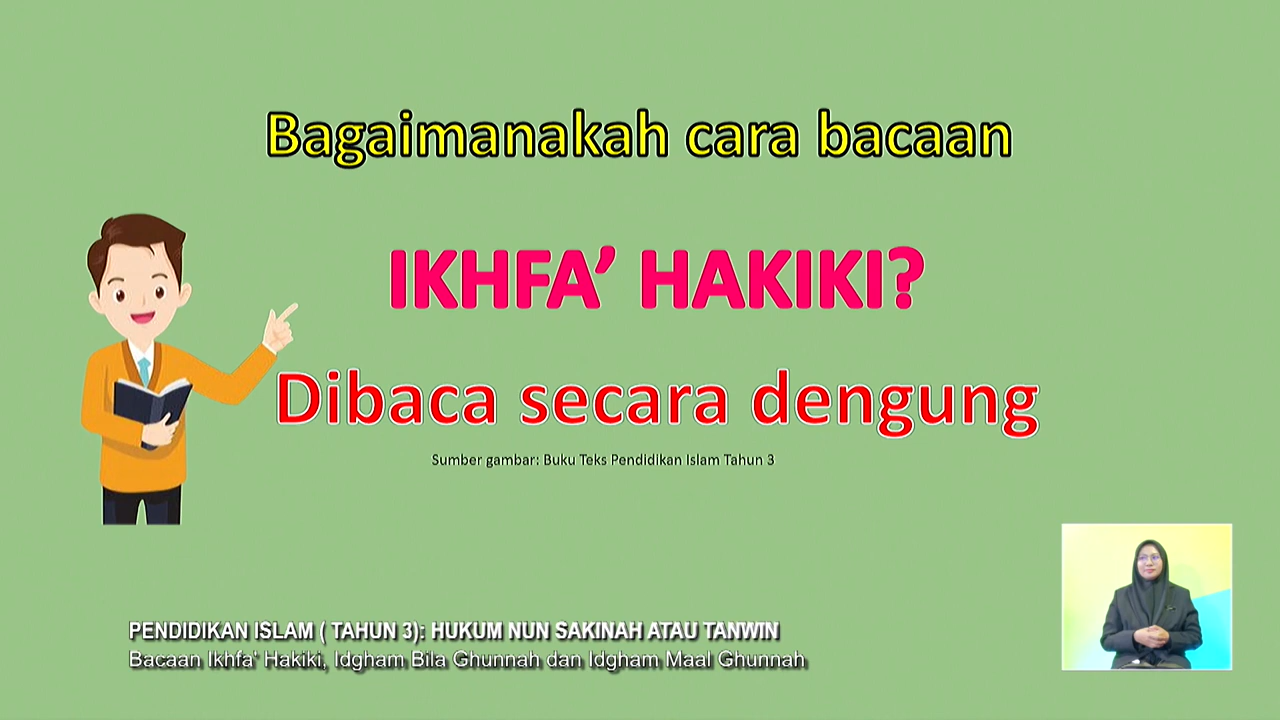 Bagaimanakah cara bacaan
IKHFA’ HAKIKI?
Dibaca secara dengung
Sumber gambar: Buku Teks Pendidikan Islam Tahun 3
PENDIDIKAN ISLAM ( TAHUN 3): HUKUM NUN SAKINAH ATAU TANWIN
Bacaan Ikhfa' Hakiki, Idgham Bila Ghunnah dan Idgham Maal Ghunnah